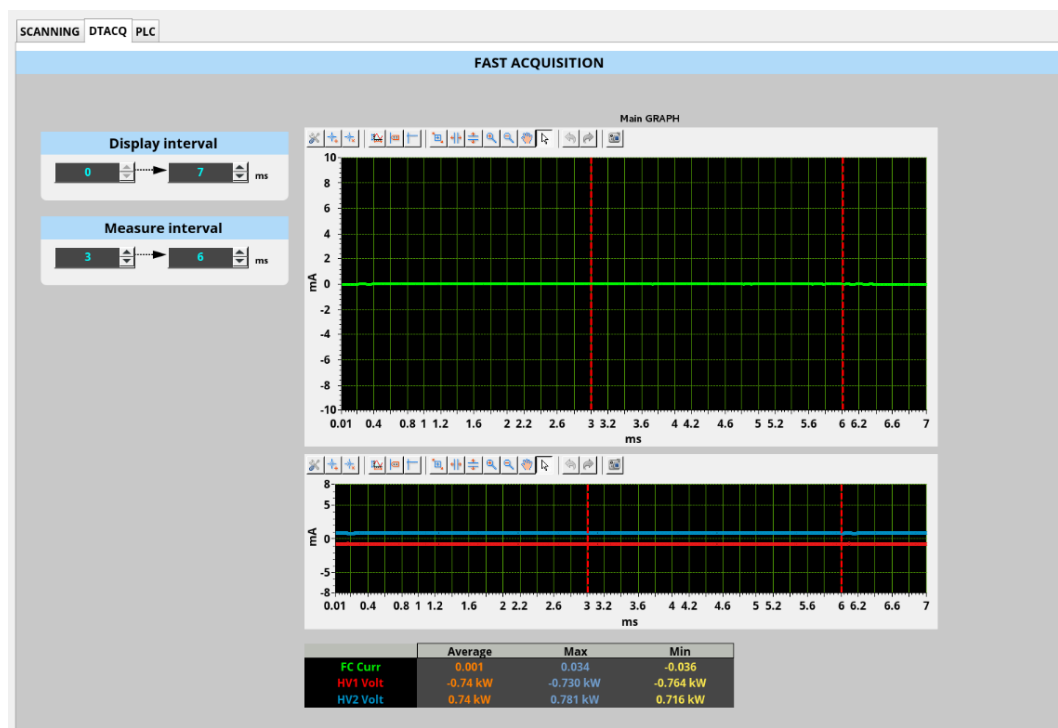 SCANNING DTACQ PLC
FAST ACQUISITION
Main GRAPH
Display interval
0 7 ms
Measure interval
3 6 ms
10
8
6
4
2
0
-2
-4
-6
-8
-10
mA
0.01 0.4 0.8 1 1.2 1.6 2 2.2 2.6 3 3.2 3.6 4 4.2 4.6 5 5.2 5.6 6 6.2 6.6 7
ms
8
5
0
-5
-8
mA
0.01 0.4 0.8 1 1.2 1.6 2 2.2 2.6 3 3.2 3.6 4 4.2 4.6 5 5.2 5.6 6 6.2 6.6 7
ms
Average Max Min
FC Curr 0.001 0.034 -0.036
HV1 Volt -0.74 kW -0.730 kW -0.764 kW
HV2 Volt 0.74 kW 0.781 kW 0.716 kW